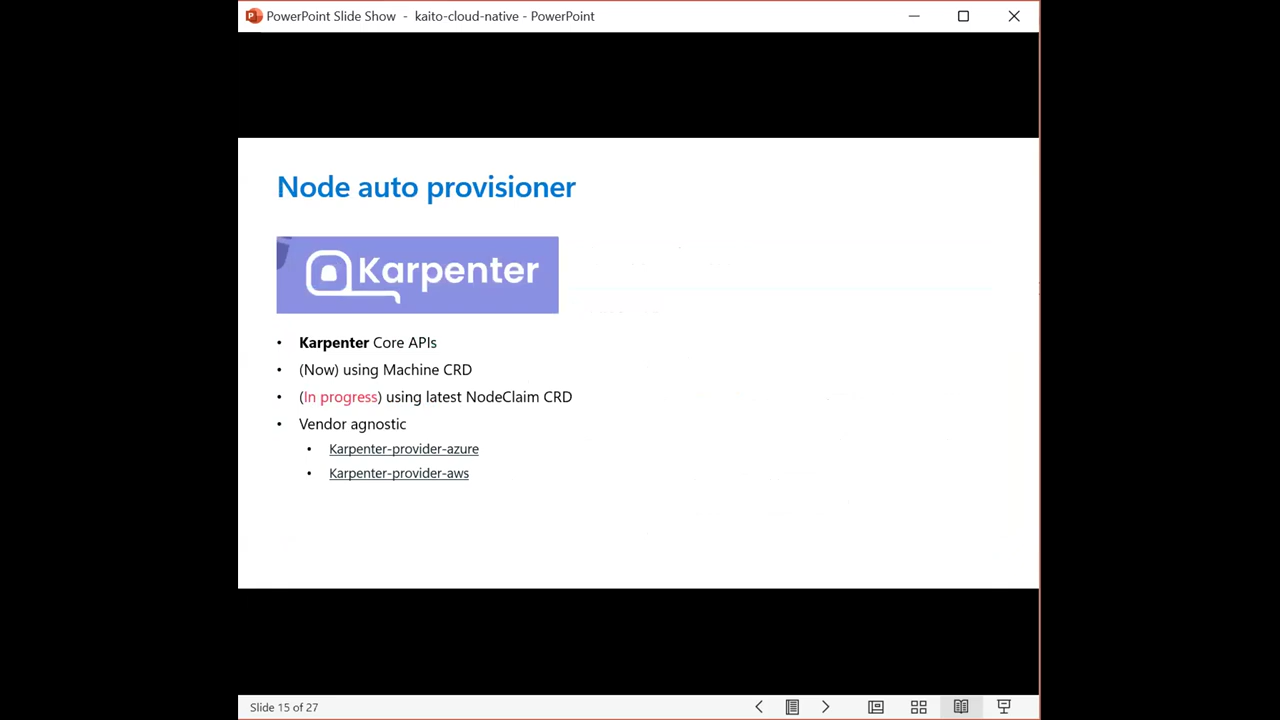 PowerPoint Slide Show - kaito-cloud-native - PowerPoint
Node auto provisioner
Karpenter
• Karpenter Core APIs
• (Now) using Machine CRD
• (In progress) using latest NodeClaim CRD
• Vendor agnostic
• Karpenter-provider-azure
• Karpenter-provider-aws
Slide 15 of 27